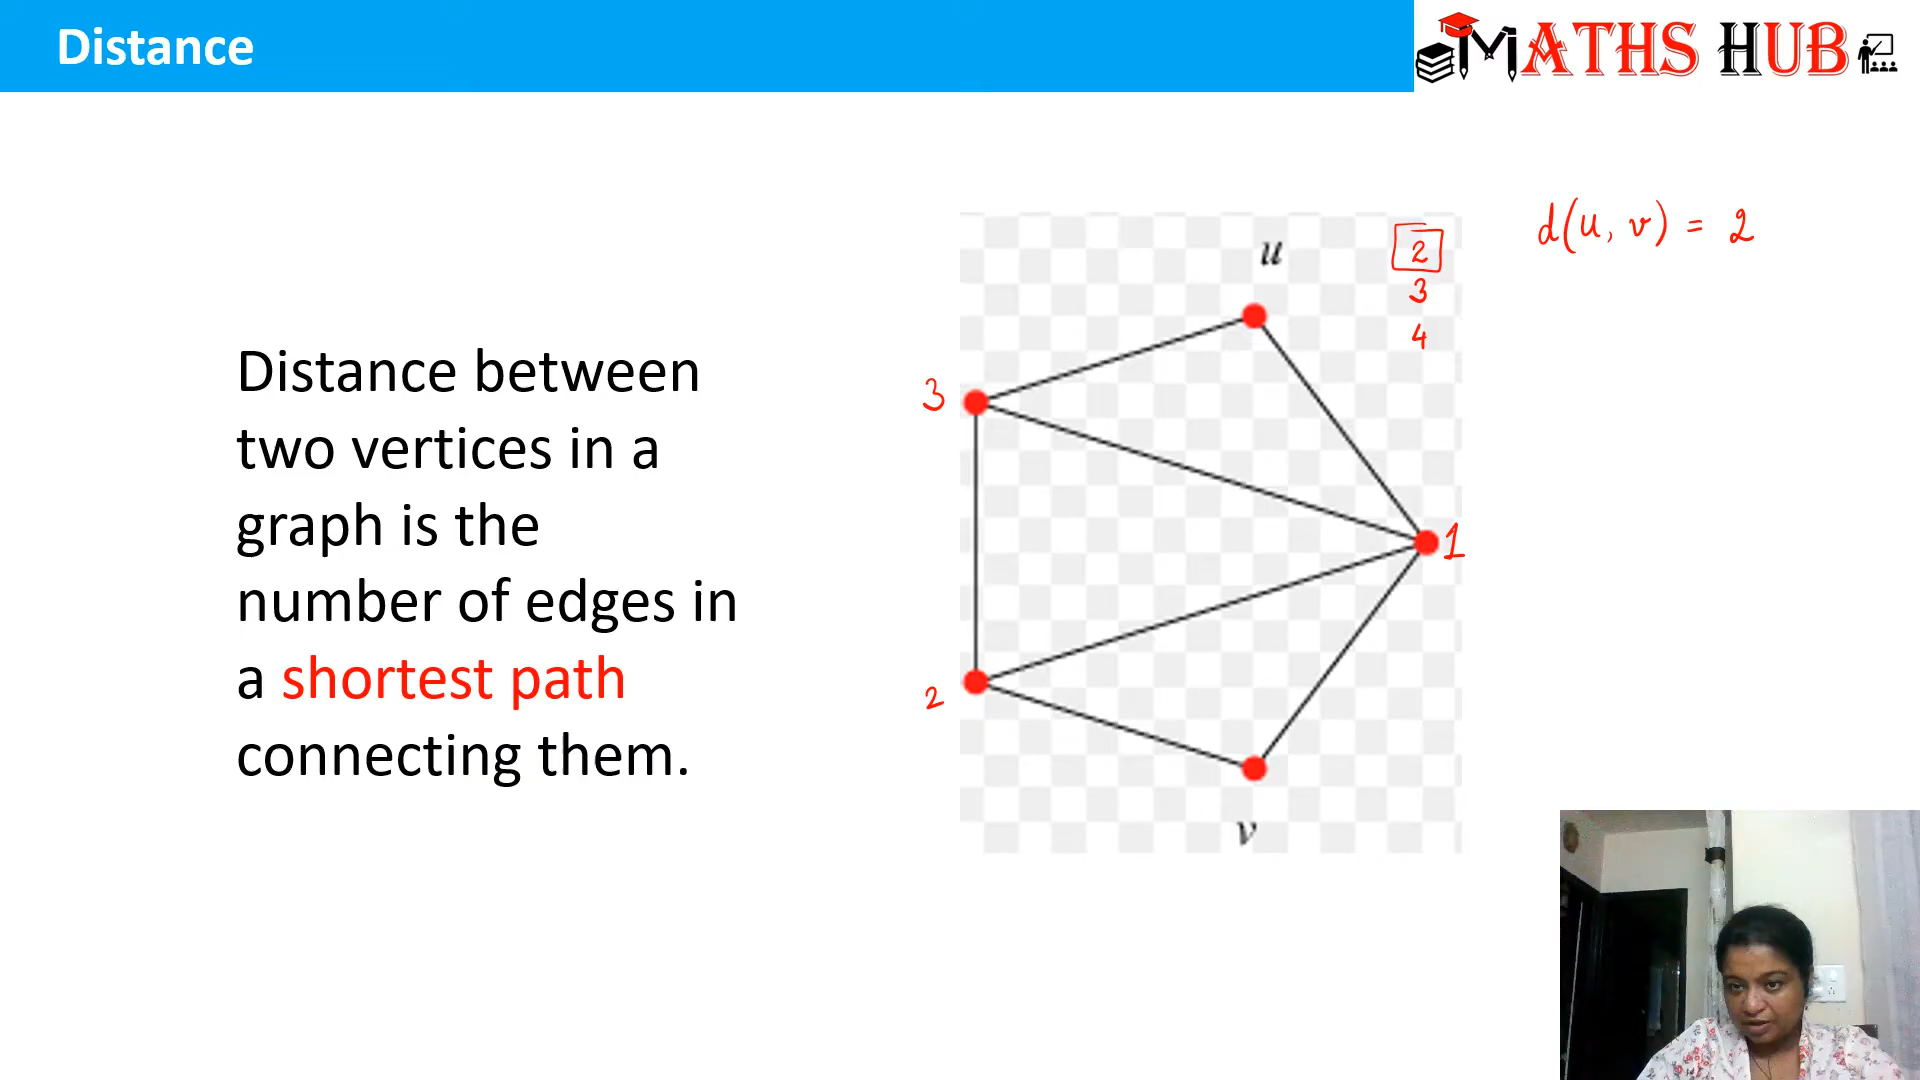 Distance
MATHS HUB
Distance between
two vertices in a
graph is the
number of edges in
a shortest path
connecting them.
u
2
3
4
d(u, v) = 2
3
1
2
v